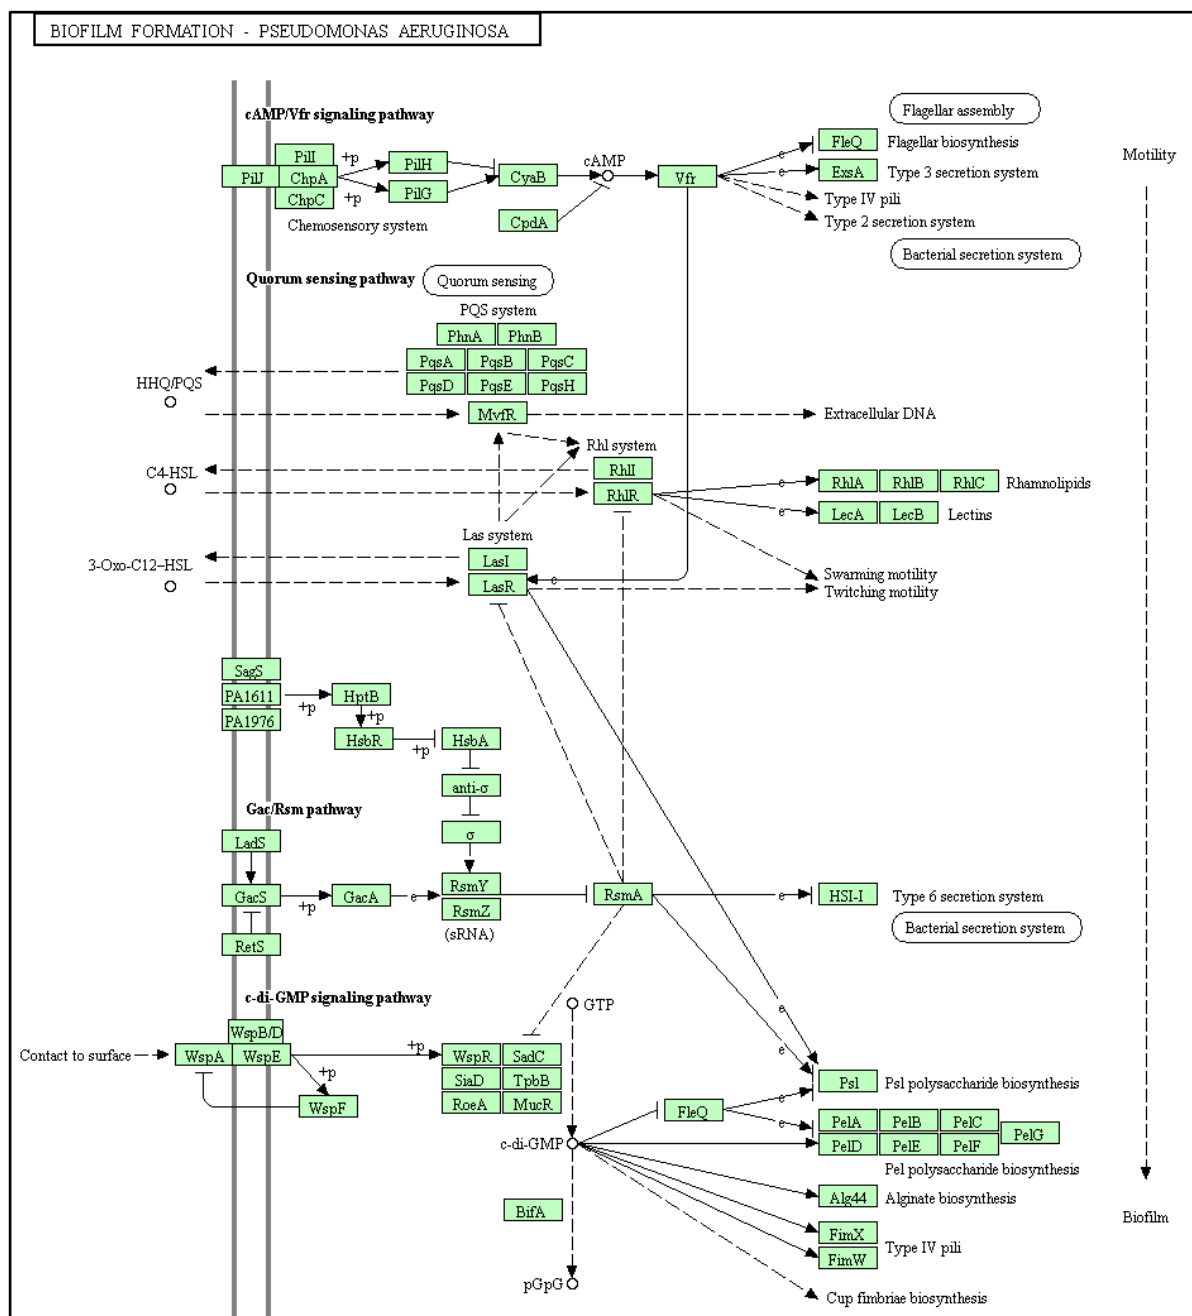 BIOFILM FORMATION - PSEUDOMONAS AERUGINOSA
cAMP/Vfr signaling pathway
Flagellar assembly
PilI
+p
PilH
cAMP
e
FleQ
Flagellar biosynthesis
Motility
PilJ
ChpA
CyaB
Vfr
e
ExsA
Type 3 secretion system
ChpC
+p
PilG
Type IV pili
Chemosensory system
CpdA
Type 2 secretion system
Bacterial secretion system
Quorum sensing pathway
Quorum sensing
PQS system
PhnA
PhnB
PqsA
PqsB
PqsC
HHQ/PQS
PqsD
PqsE
PqsH
MvfR
Extracellular DNA
Rhl system
C4-HSL
RhlI
RhlR
e
RhlA
RhlB
RhlC
Rhamnolipids
e
LecA
LecB
Lectins
Las system
3-Oxo-C12-HSL
LasI
LasR
e
Swarming motility
Twitching motility
SagS
PA1611
+p
HptB
PA1976
+p
HsbR
+p
HsbA
anti-σ
Gac/Rsm pathway
LadS
σ
GacS
+p
GacA
e
RsmY
RsmA
e
HSI-I
Type 6 secretion system
RsmZ
(sRNA)
Bacterial secretion system
RetS
c-di-GMP signaling pathway
GTP
e
WspB/D
Contact to surface
WspA
WspE
+p
WspR
SadC
e
+p
SiaD
TpbB
Psl
Psl polysaccharide biosynthesis
WspF
RoeA
MucR
FleQ
e
e
PelA
PelB
PelC
PelG
c-di-GMP
PelD
PelE
PelF
Pel polysaccharide biosynthesis
Alg44
Alginate biosynthesis
BifA
Biofilm
FimX
Type IV pili
FimW
pGpG
Cup fimbriae biosynthesis